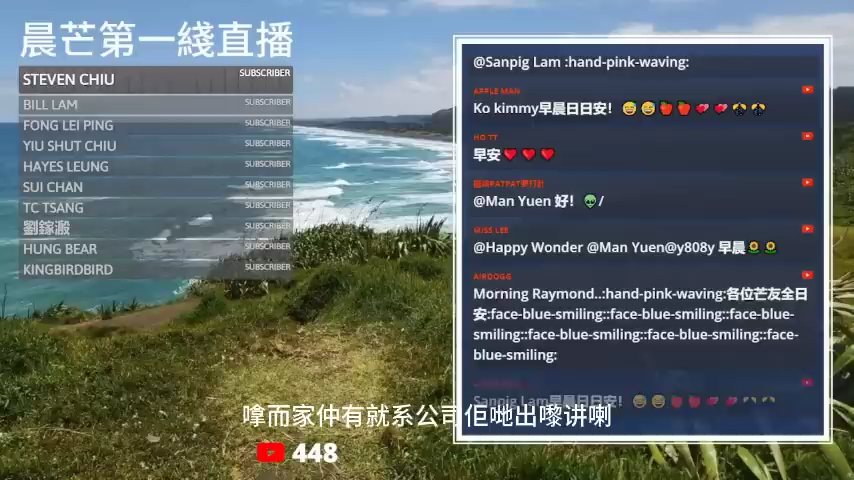 晨芒第一綫直播
STEVEN CHIU SUBSCRIBER
BILL LAM SUBSCRIBER
FONG LEI PING SUBSCRIBER
YIU SHUT CHIU SUBSCRIBER
HAYES LEUNG SUBSCRIBER
SUI CHAN SUBSCRIBER
TC TSANG SUBSCRIBER
劉鎵澱 SUBSCRIBER
HUNG BEAR SUBSCRIBER
KINGBIRDBIRD SUBSCRIBER
@Sanpig Lam :hand-pink-waving:
APPLE MAN
Ko kimmy早晨日日安! 😅😅🍎🍎💕💕
HO TT
早安❤❤❤
@Man Yuen 好! 👽/
MISS LEE
@Happy Wonder @Man Yuen@y808y 早晨🌻🌻
AIRDOGG
Morning Raymond..:hand-pink-waving:各位芒友全日
安:face-blue-smiling::face-blue-smiling::face-blue-
smiling::face-blue-smiling::face-blue-smiling::face-
blue-smiling:
Sanpig Lam早晨日日安!
嗱而家仲有就系公司佢哋出嚟讲喇
448